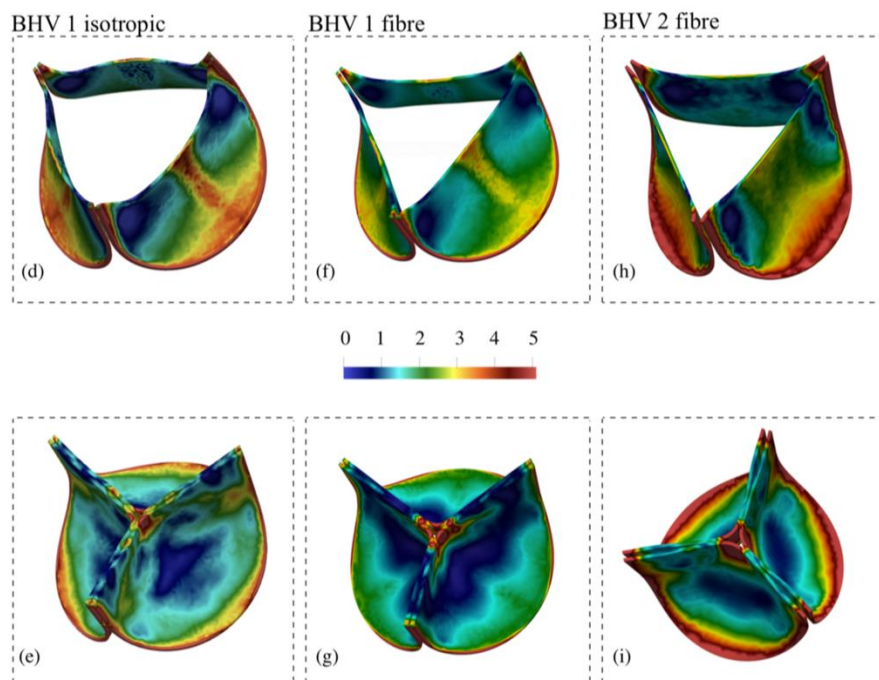 BHV 1 isotropic
BHV 1 fibre
BHV 2 fibre
(d)
(f)
(h)
0 1 2 3 4 5
(e)
(g)
(i)